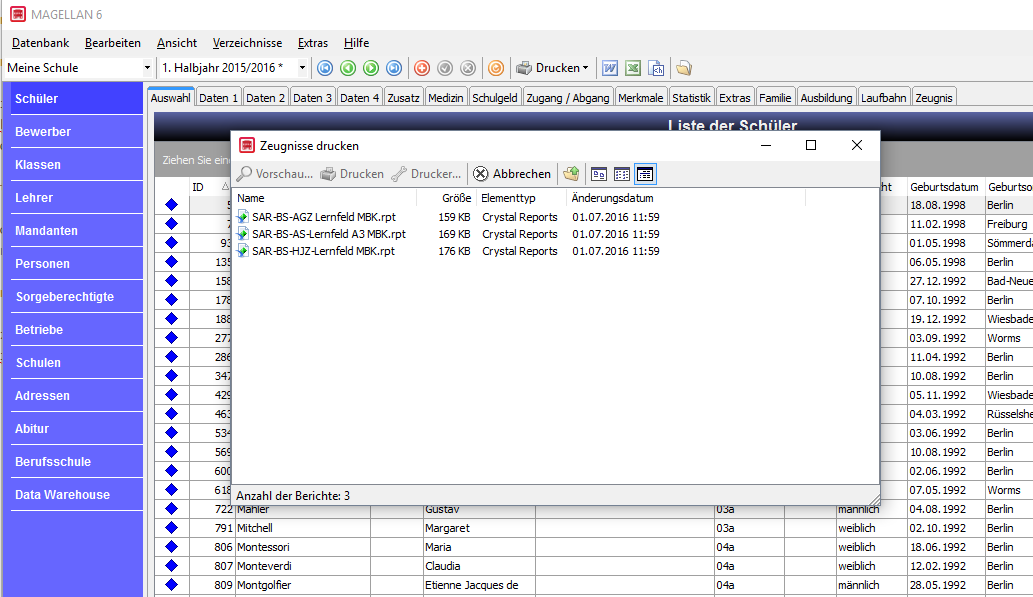 MAGELLAN 6
Datenbank Bearbeiten Ansicht Verzeichnisse Extras Hilfe
Meine Schule 1. Halbjahr 2015/2016 * Drucken
Schüler
Bewerber
Klassen
Lehrer
Mandanten
Personen
Sorgeberechtigte
Betriebe
Schulen
Adressen
Abitur
Berufsschule
Data Warehouse
Auswahl Daten 1 Daten 2 Daten 3 Daten 4 Zusatz Medizin Schulgeld Zugang / Abgang Merkmale Statistik Extras Familie Ausbildung Laufbahn Zeugnis
Liste der Schüler
Ziehen Sie eine
Zeugnisse drucken
Vorschau... Drucken Drucker... Abbrechen
Name Größe Elementtyp Änderungsdatum
SAR-BS-AGZ Lernfeld MBK.rpt 159 KB Crystal Reports 01.07.2016 11:59
SAR-BS-AS-Lernfeld A3 MBK.rpt 169 KB Crystal Reports 01.07.2016 11:59
SAR-BS-HJZ-Lernfeld MBK.rpt 176 KB Crystal Reports 01.07.2016 11:59
Anzahl der Berichte: 3
ID ht Geburtsdatum Geburtsor
5 18.08.1998 Berlin
7 11.02.1998 Freiburg
93 01.05.1998 Sömmerda
135 06.05.1998 Berlin
158 27.12.1992 Bad-Neue
178 07.10.1992 Berlin
188 19.12.1992 Wiesbade
277 03.09.1992 Worms
286 11.04.1992 Berlin
347 10.08.1992 Berlin
429 05.11.1992 Wiesbade
463 04.03.1992 Rüsselshe
534 03.06.1992 Berlin
569 10.08.1992 Berlin
600 02.06.1992 Berlin
618 07.05.1992 Worms
722 Mahler Gustav 03a männlich 04.08.1992 Berlin
791 Mitchell Margaret 03a weiblich 02.10.1992 Berlin
806 Montessori Maria 04a weiblich 18.06.1992 Berlin
807 Monteverdi Claudia 04a weiblich 12.02.1992 Berlin
809 Montgolfier Etienne Jacques de 04a männlich 28.05.1992 Berlin